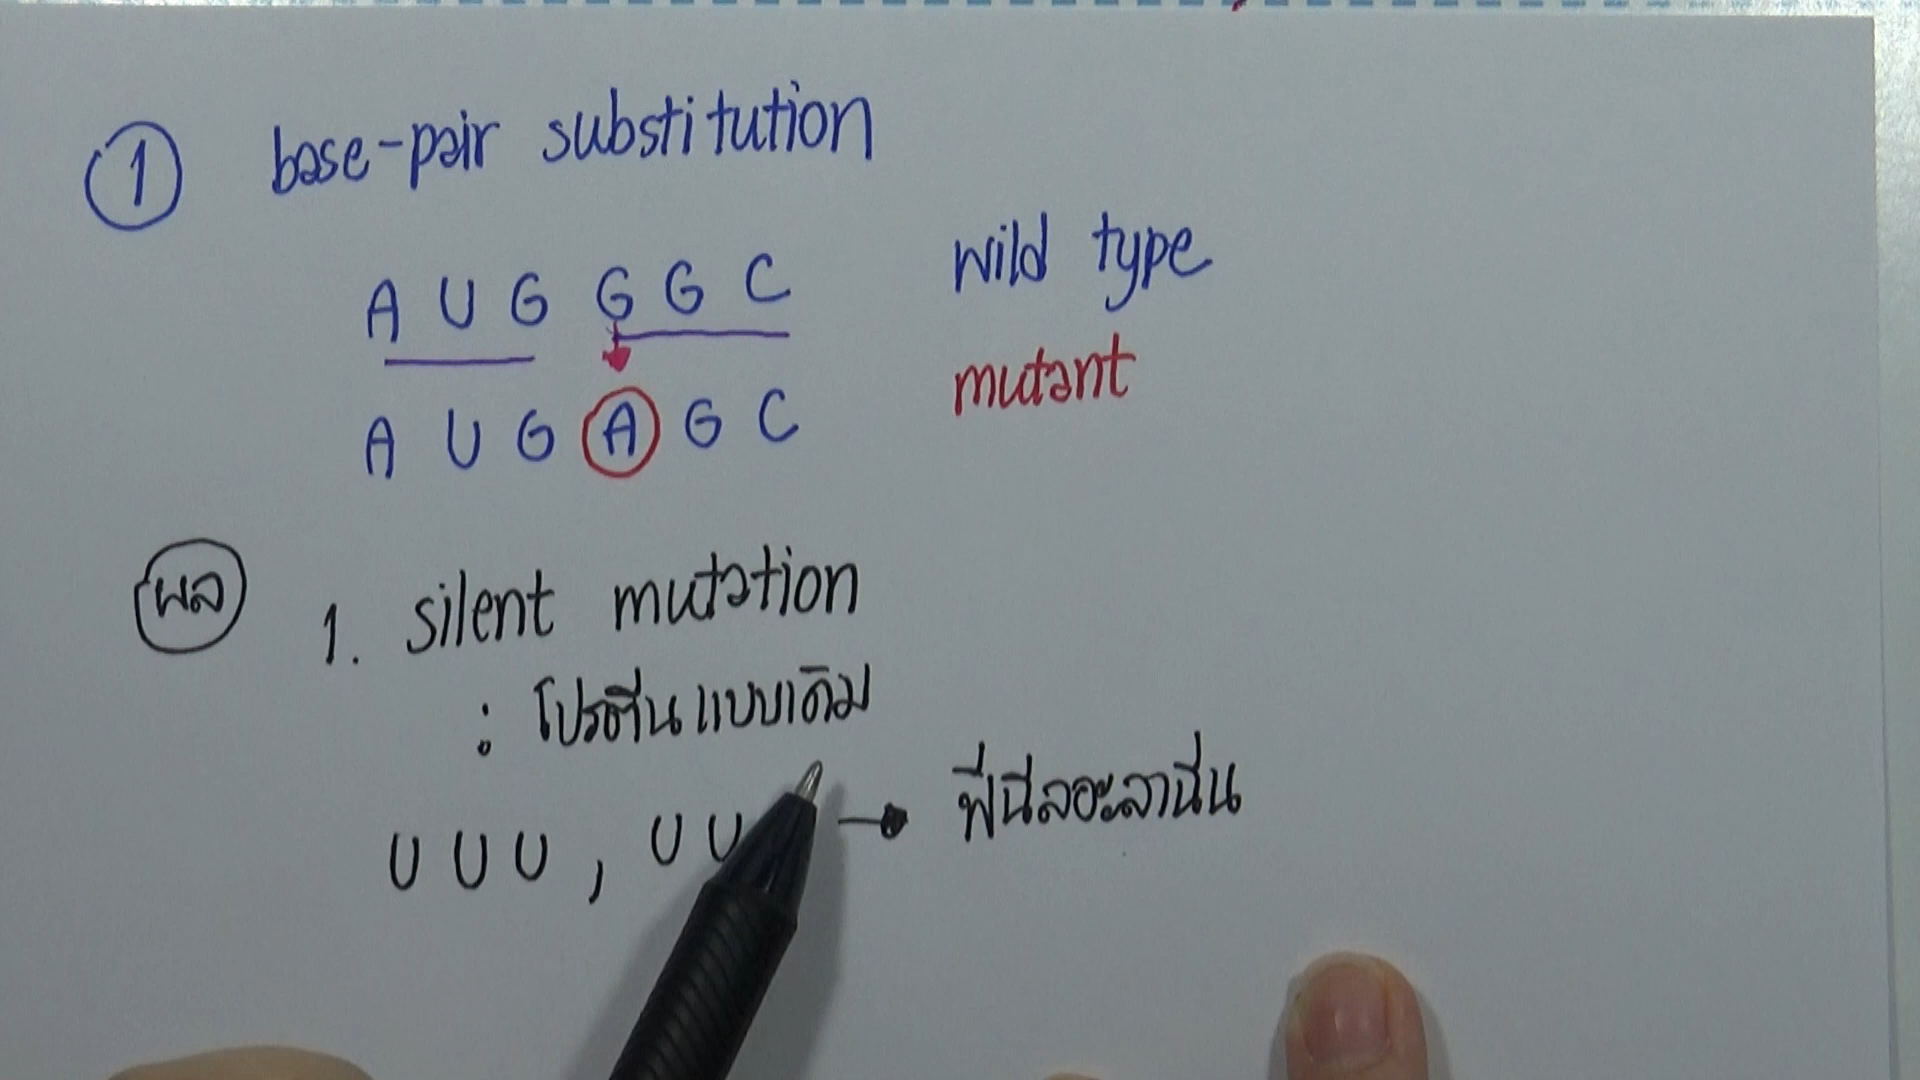 ① base-pair substitution
A U G G G C wild type
A U G A G C mutant
ผล 1. silent mutation
: โปรตีนแบบเดิม
U U U , U U → ฟีนีลอะลานีน